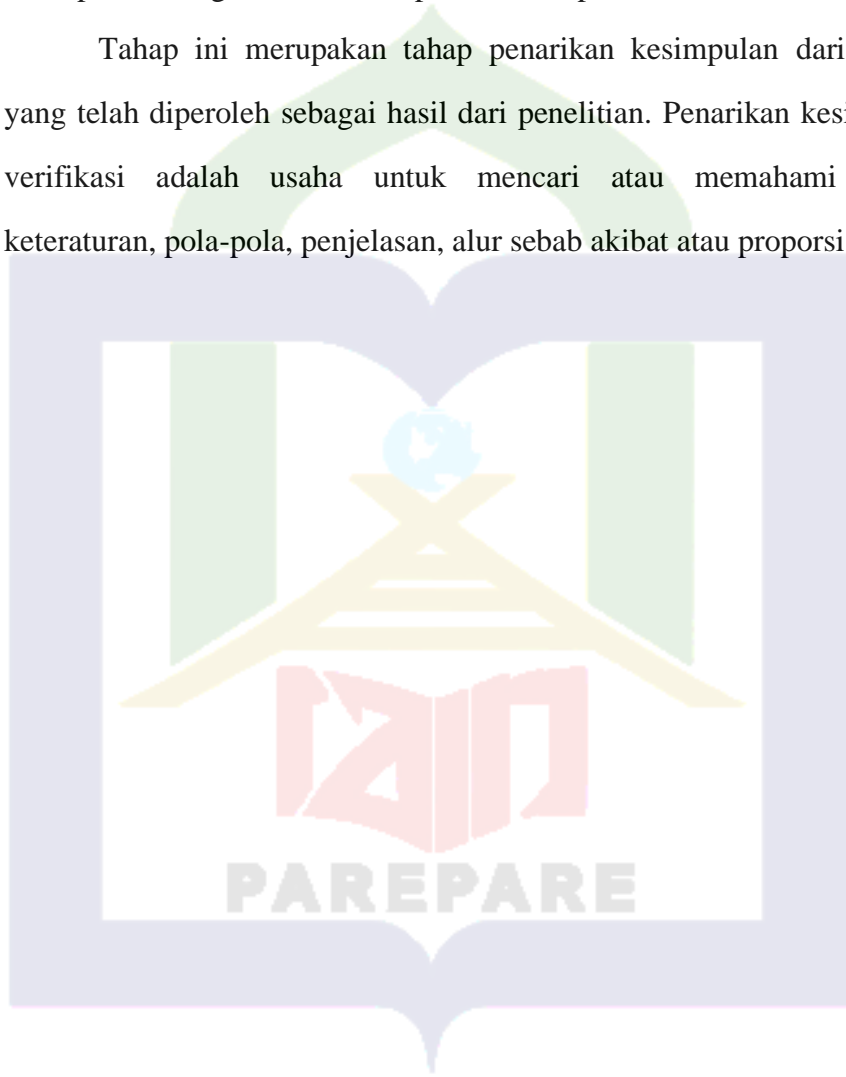 Tahap ini merupakan tahap penarikan kesimpulan dari
yang telah diperoleh sebagai hasil dari penelitian. Penarikan
verifikasi adalah usaha untuk mencari atau memahami
keteraturan, pola-pola, penjelasan, alur sebab akibat atau proporsi
iain
PAREPARE